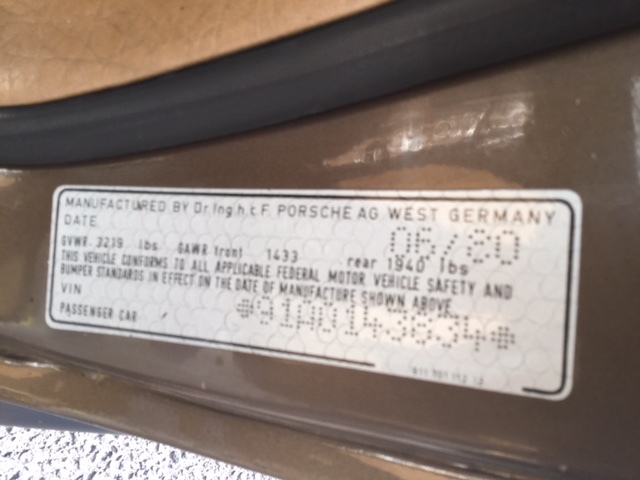 MANUFACTURED BY Dr.Ing.h.c.F. PORSCHE AG WEST GERMANY
DATE 06/80
GVWR 3219 lbs GAWR front 1433 rear 1940 lbs
THIS VEHICLE CONFORMS TO ALL APPLICABLE FEDERAL MOTOR VEHICLE SAFETY AND
BUMPER STANDARDS IN EFFECT ON THE DATE OF MANUFACTURE SHOWN ABOVE.
VIN *91A0143834*
PASSENGER CAR